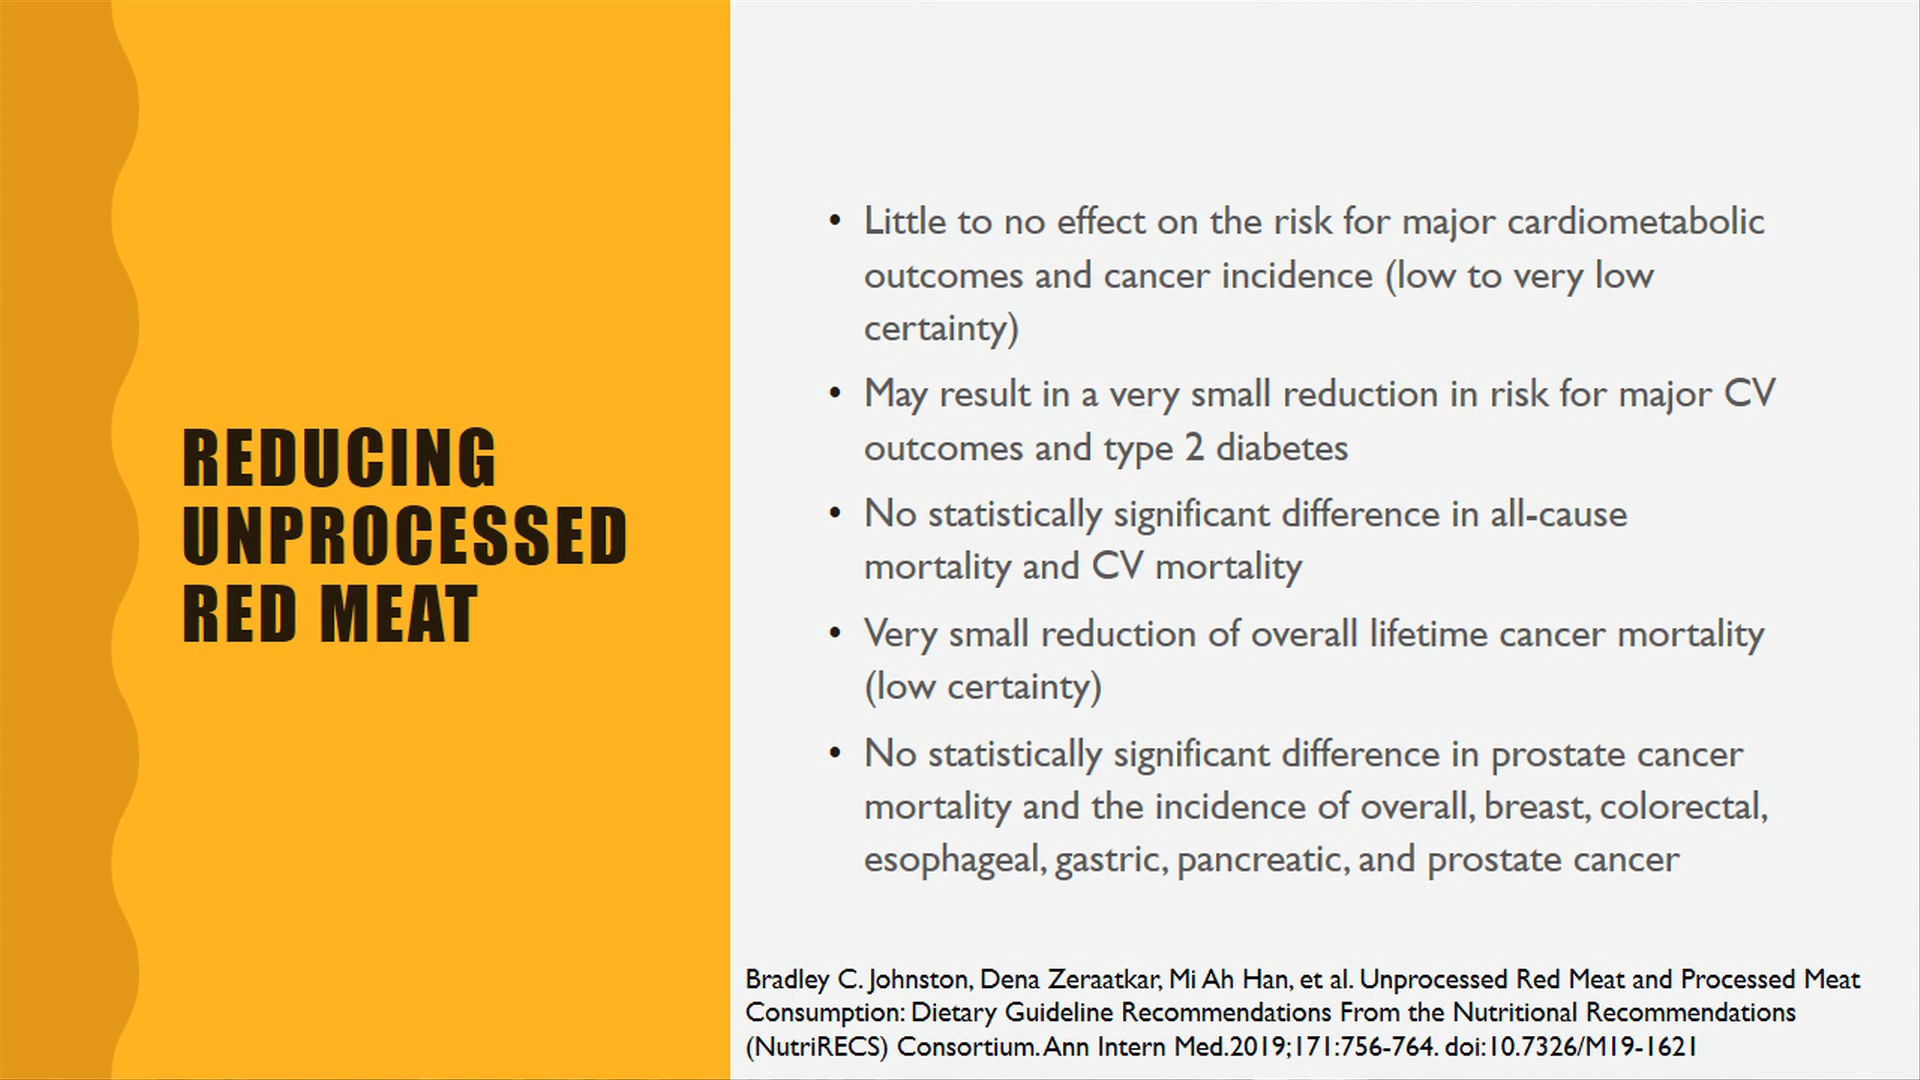 REDUCING
UNPROCESSED
RED MEAT
• Little to no effect on the risk for major cardiometabolic
outcomes and cancer incidence (low to very low
certainty)
• May result in a very small reduction in risk for major CV
outcomes and type 2 diabetes
• No statistically significant difference in all-cause
mortality and CV mortality
• Very small reduction of overall lifetime cancer mortality
(low certainty)
• No statistically significant difference in prostate cancer
mortality and the incidence of overall, breast, colorectal,
esophageal, gastric, pancreatic, and prostate cancer
Bradley C. Johnston, Dena Zeraatkar, Mi Ah Han, et al. Unprocessed Red Meat and Processed Meat
Consumption: Dietary Guideline Recommendations From the Nutritional Recommendations
(NutriRECS) Consortium. Ann Intern Med.2019;171:756-764. doi:10.7326/M19-1621